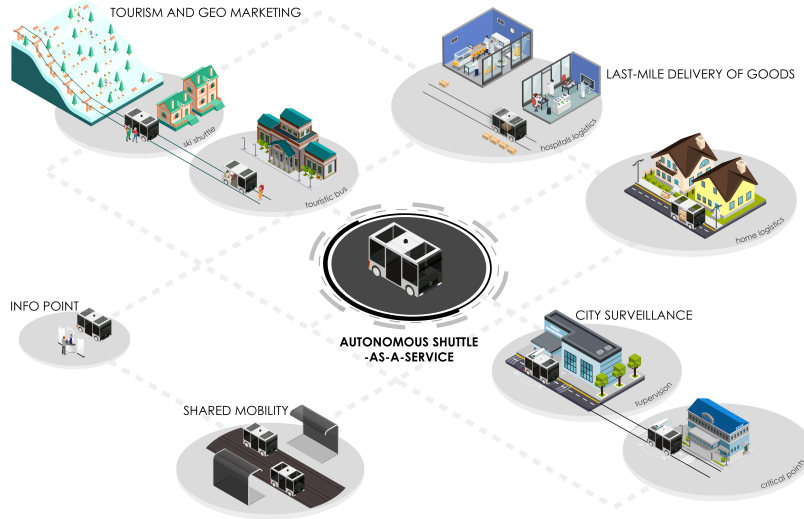 TOURISM AND GEO MARKETING
ski shuttle
touristic bus
LAST-MILE DELIVERY OF GOODS
hospitals logistics
home logistics
INFO POINT
AUTONOMOUS SHUTTLE
-AS-A-SERVICE
CITY SURVEILLANCE
supervision
critical points
SHARED MOBILITY